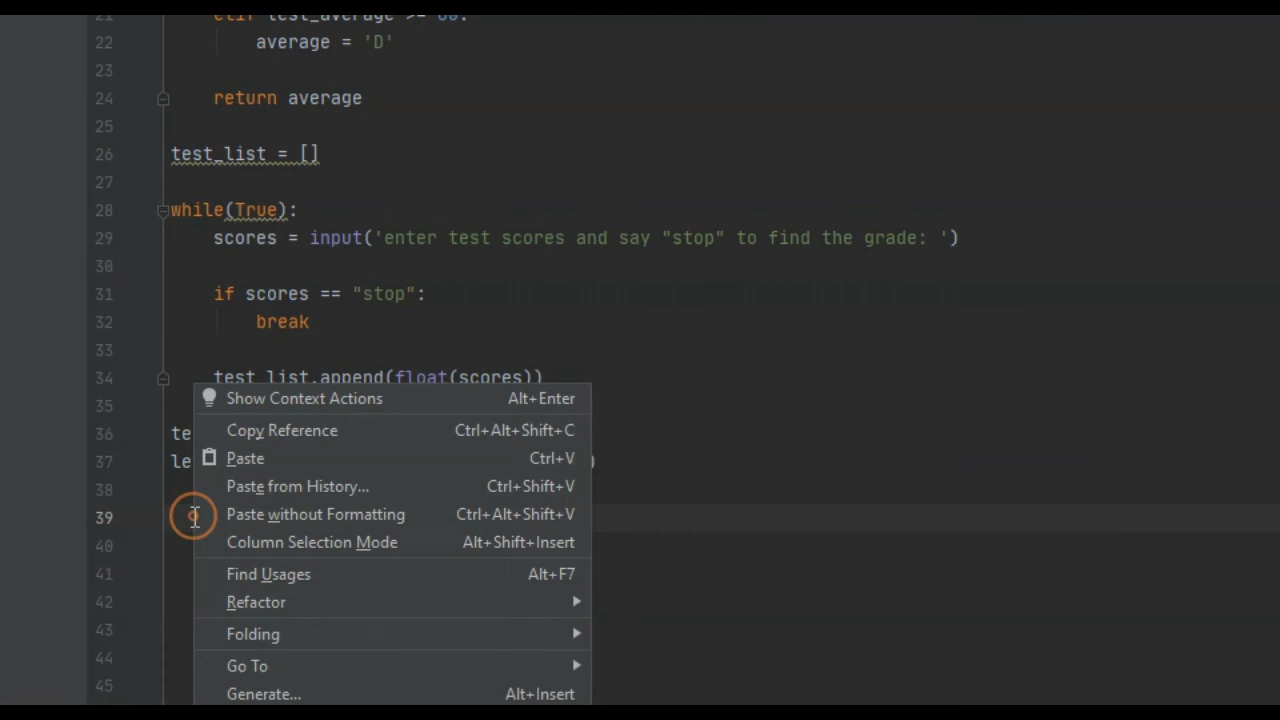 21 elif test_average >= 60:
22 average = 'D'
23
24 return average
25
26 test_list = []
27
28 while(True):
29 scores = input('enter test scores and say "stop" to find the grade: ')
30
31 if scores == "stop":
32 break
33
34 test_list.append(float(scores))
35
36 te
37 le )
38
39
40
41
42
43
44
45
Show Context Actions Alt+Enter
Copy Reference Ctrl+Alt+Shift+C
Paste Ctrl+V
Paste from History... Ctrl+Shift+V
Paste without Formatting Ctrl+Alt+Shift+V
Column Selection Mode Alt+Shift+Insert
Find Usages Alt+F7
Refactor
Folding
Go To
Generate... Alt+Insert